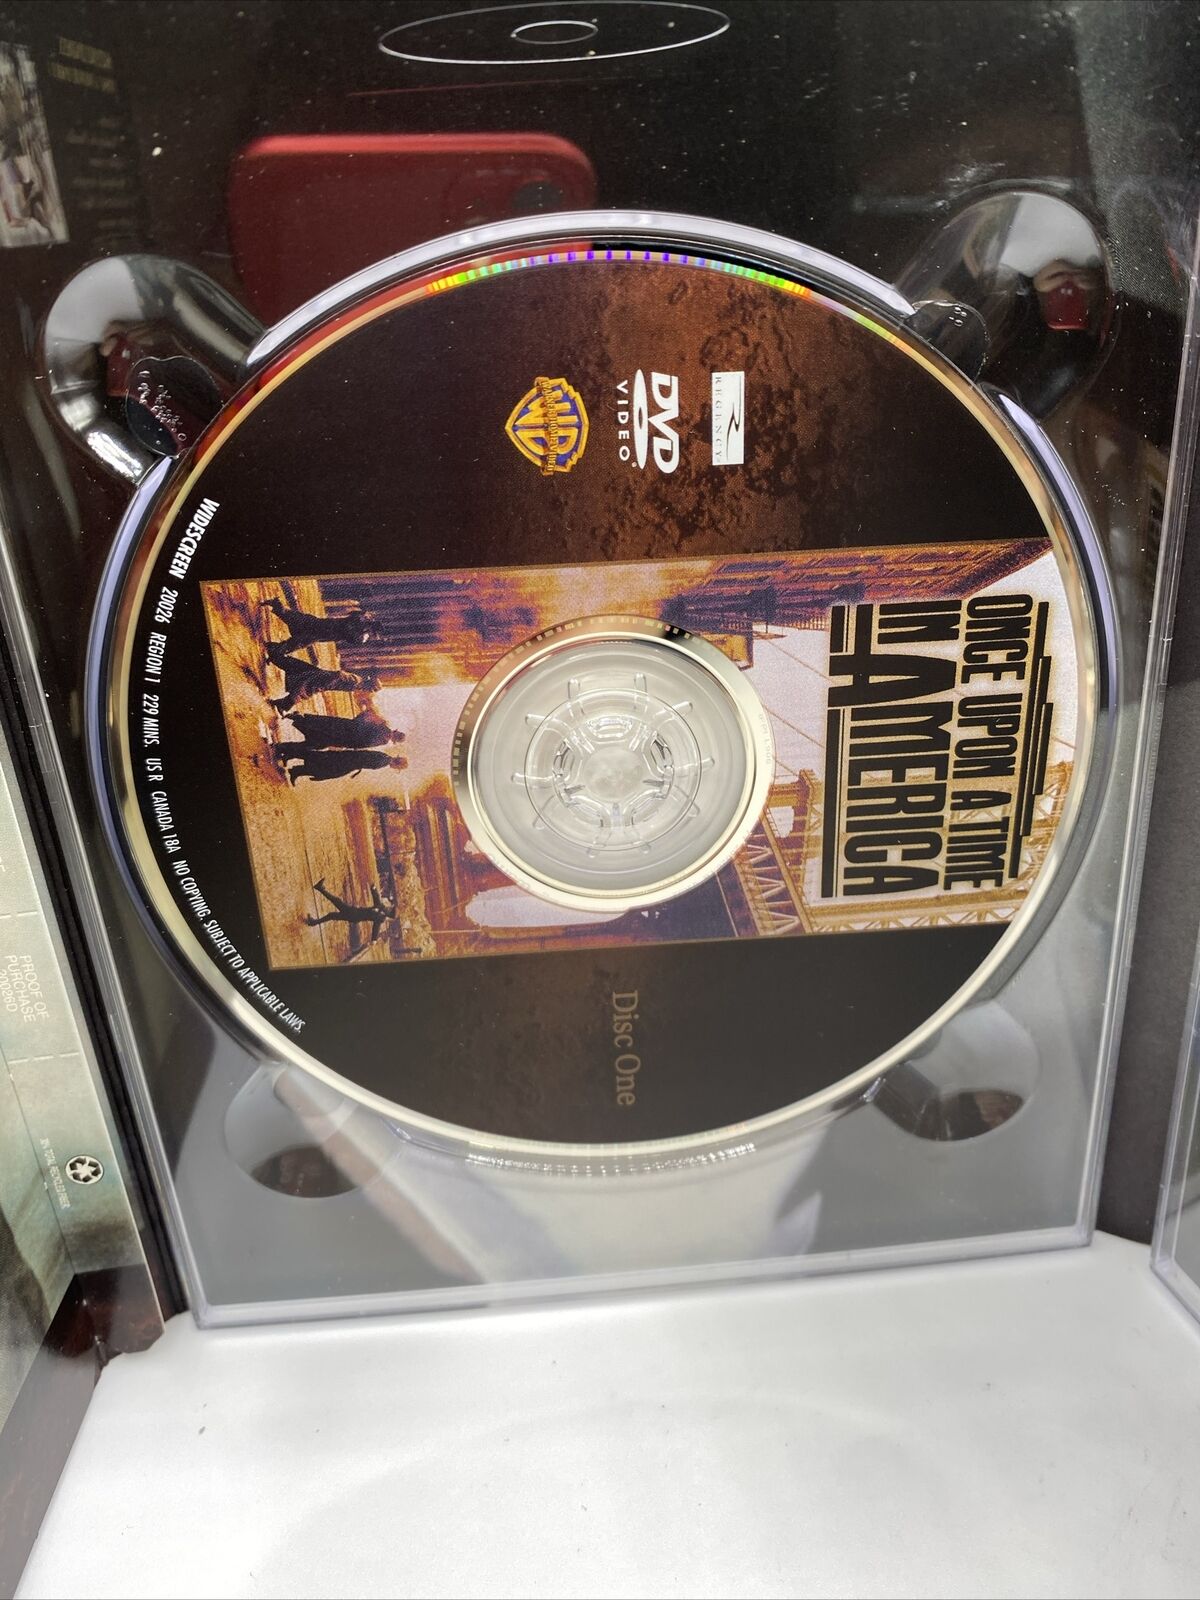 ONCE UPON A TIME
IN AMERICA
REGENCY
DVD
VIDEO
WB
Disc One
WIDESCREEN 20026 REGION 1 229 MINS. US R CANADA 18A NO COPYING. SUBJECT TO APPLICABLE LAWS.
PROOF OF
PURCHASE
20026D